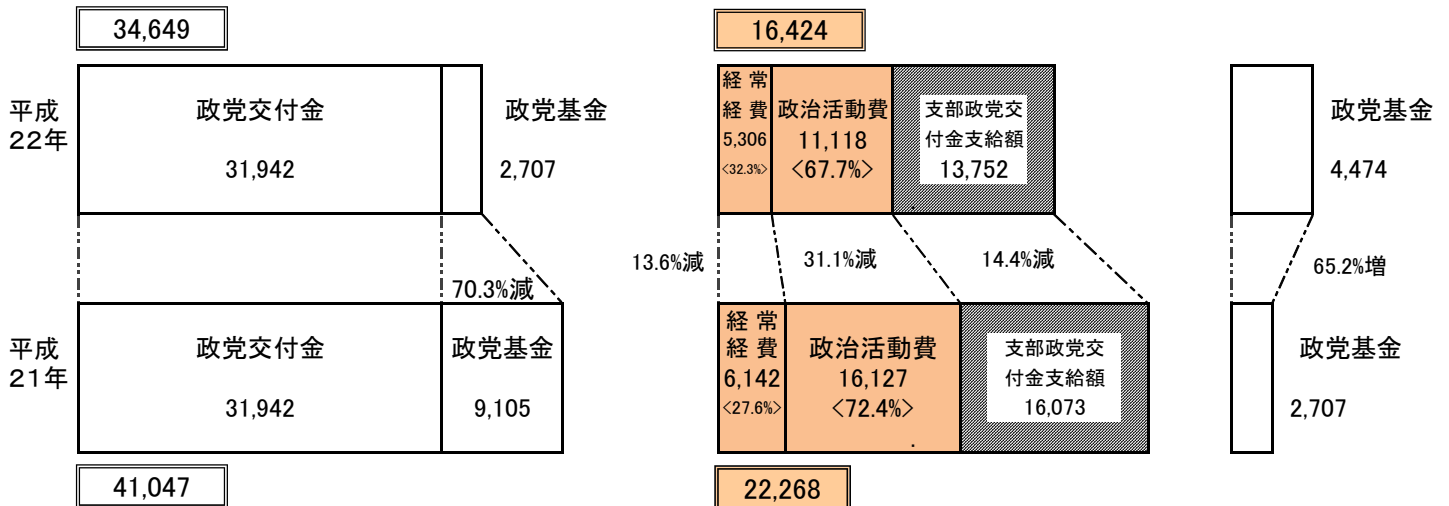 34,649
16,424
平成
22年
政党交付金
31,942
政党基金
2,707
経 常
経 費
5,306
<32.3%>
政治活動費
11,118
<67.7%>
支部政党交
付金支給額
13,752
政党基金
4,474
70.3%減
13.6%減
31.1%減
14.4%減
65.2%増
平成
21年
政党交付金
31,942
政党基金
9,105
経 常
経 費
6,142
<27.6%>
政治活動費
16,127
<72.4%>
支部政党交
付金支給額
16,073
政党基金
2,707
41,047
22,268